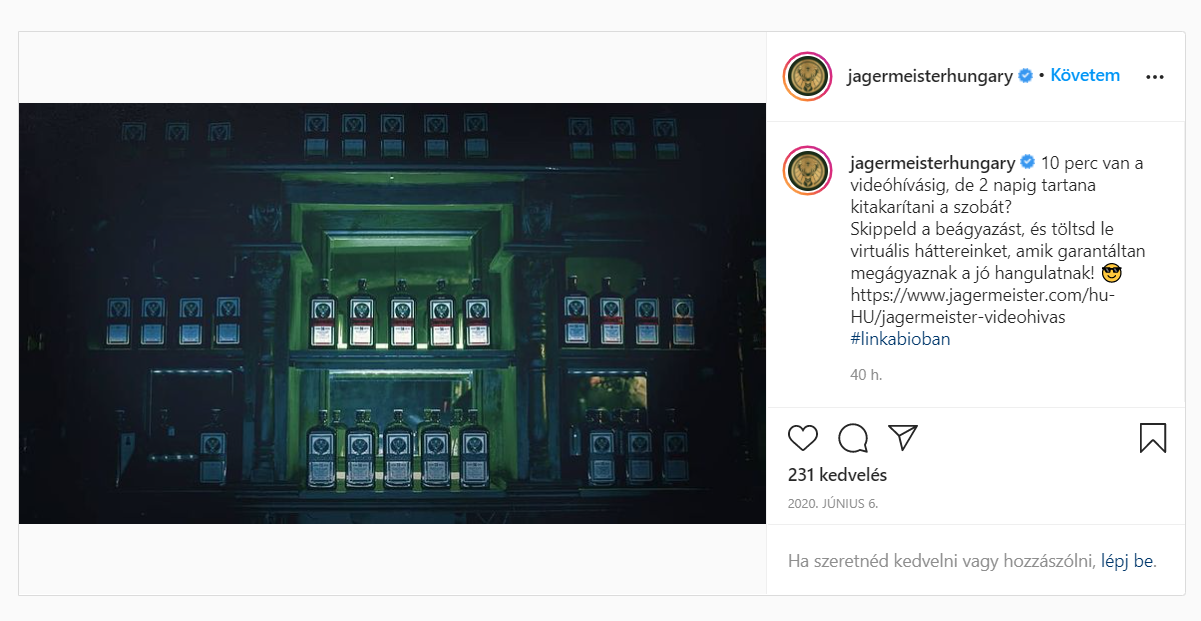 jagermeisterhungary • Követem
jagermeisterhungary 10 perc van a
videóhívásig, de 2 napig tartana
kitakarítani a szobát?
Skippeld a beágyazást, és töltsd le
virtuális háttereinket, amik garantáltan
megágyaznak a jó hangulatnak! 😎
https://www.jagermeister.com/hu-
HU/jagermeister-videohivas
#linkabioban
40 h.
231 kedvelés
2020. JÚNIUS 6.
Ha szeretnéd kedvelni vagy hozzászólni, lépj be.